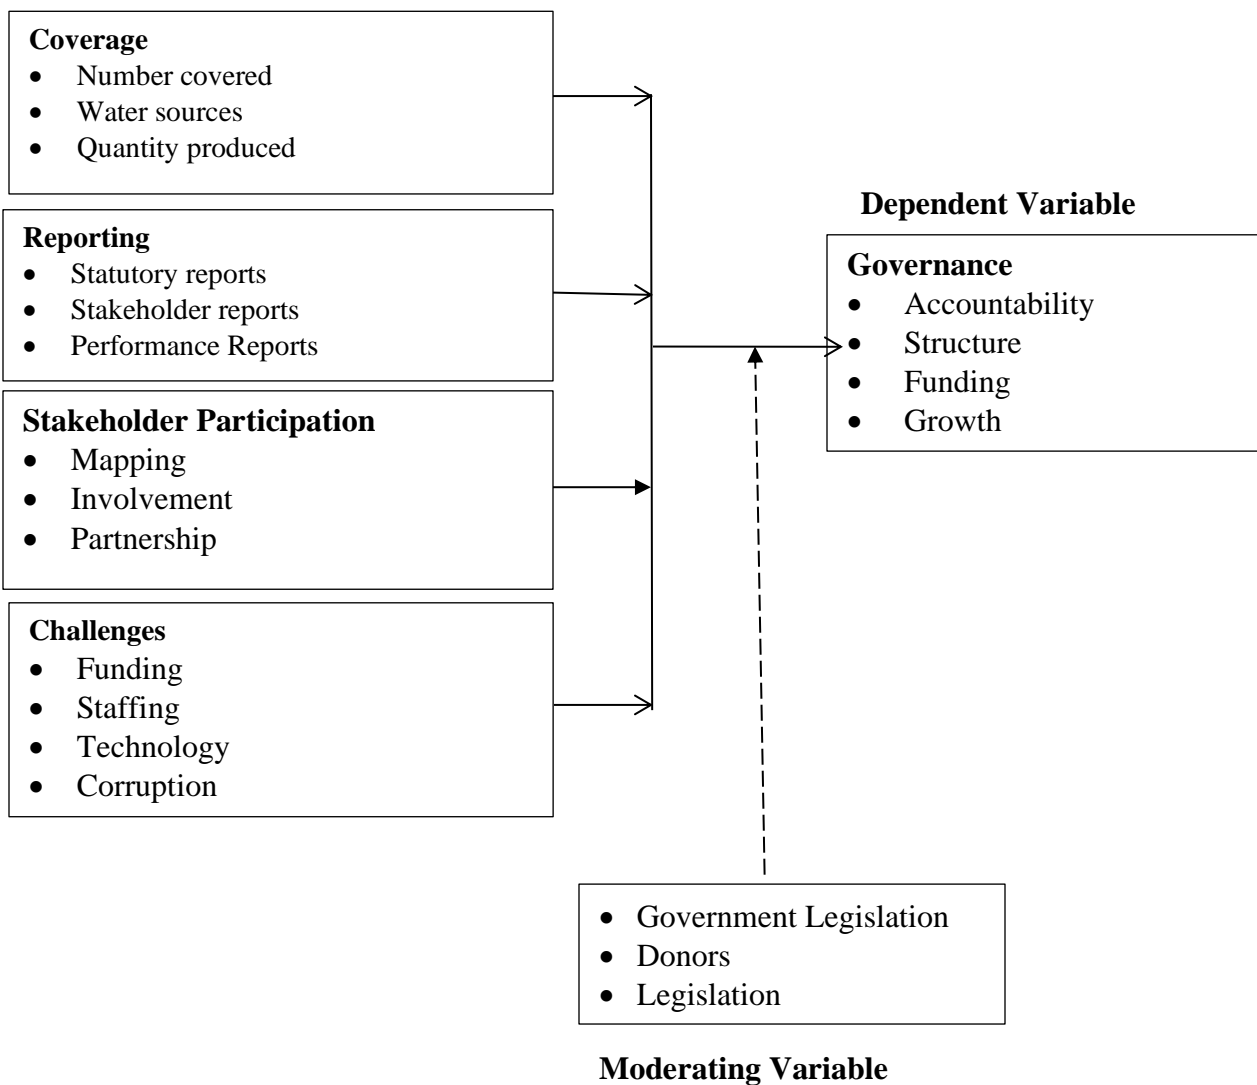 Coverage
• Number covered
• Water sources
• Quantity produced
Reporting
• Statutory reports
• Stakeholder reports
• Performance Reports
Stakeholder Participation
• Mapping
• Involvement
• Partnership
Challenges
• Funding
• Staffing
• Technology
• Corruption
Dependent Variable
Governance
• Accountability
• Structure
• Funding
• Growth
• Government Legislation
• Donors
• Legislation
Moderating Variable